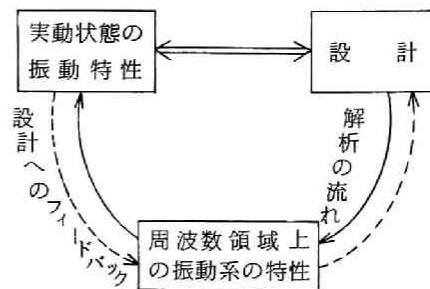 実動状態の
振動特性
設計
設計へのフィードバック
解析の流れ
周波数領域上
の振動系の特性